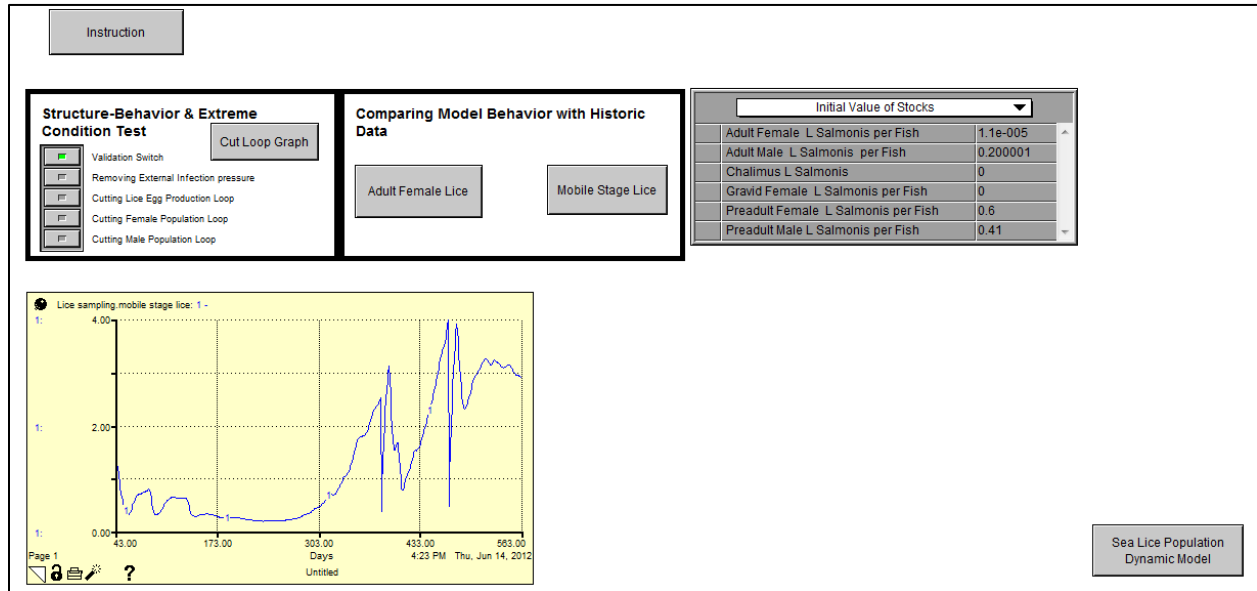 Instruction
Structure-Behavior & Extreme
Condition Test
Cut Loop Graph
Validation Switch
Removing External Infection pressure
Cutting Lice Egg Production Loop
Cutting Female Population Loop
Cutting Male Population Loop
Comparing Model Behavior with Historic
Data
Adult Female Lice
Mobile Stage Lice
Initial Value of Stocks
Adult Female L Salmonis per Fish 1.1e-005
Adult Male L Salmonis per Fish 0.200001
Chalimus L Salmonis 0
Gravid Female L Salmonis per Fish 0
Preadult Female L Salmonis per Fish 0.6
Preadult Male L Salmonis per Fish 0.41
Lice sampling.mobile stage lice: 1 -
1: 4.00
1: 2.00
1: 0.00
1 1 1 1
43.00 173.00 303.00 433.00 563.00
Page 1 Days 4:23 PM Thu, Jun 14, 2012
? Untitled
Sea Lice Population
Dynamic Model